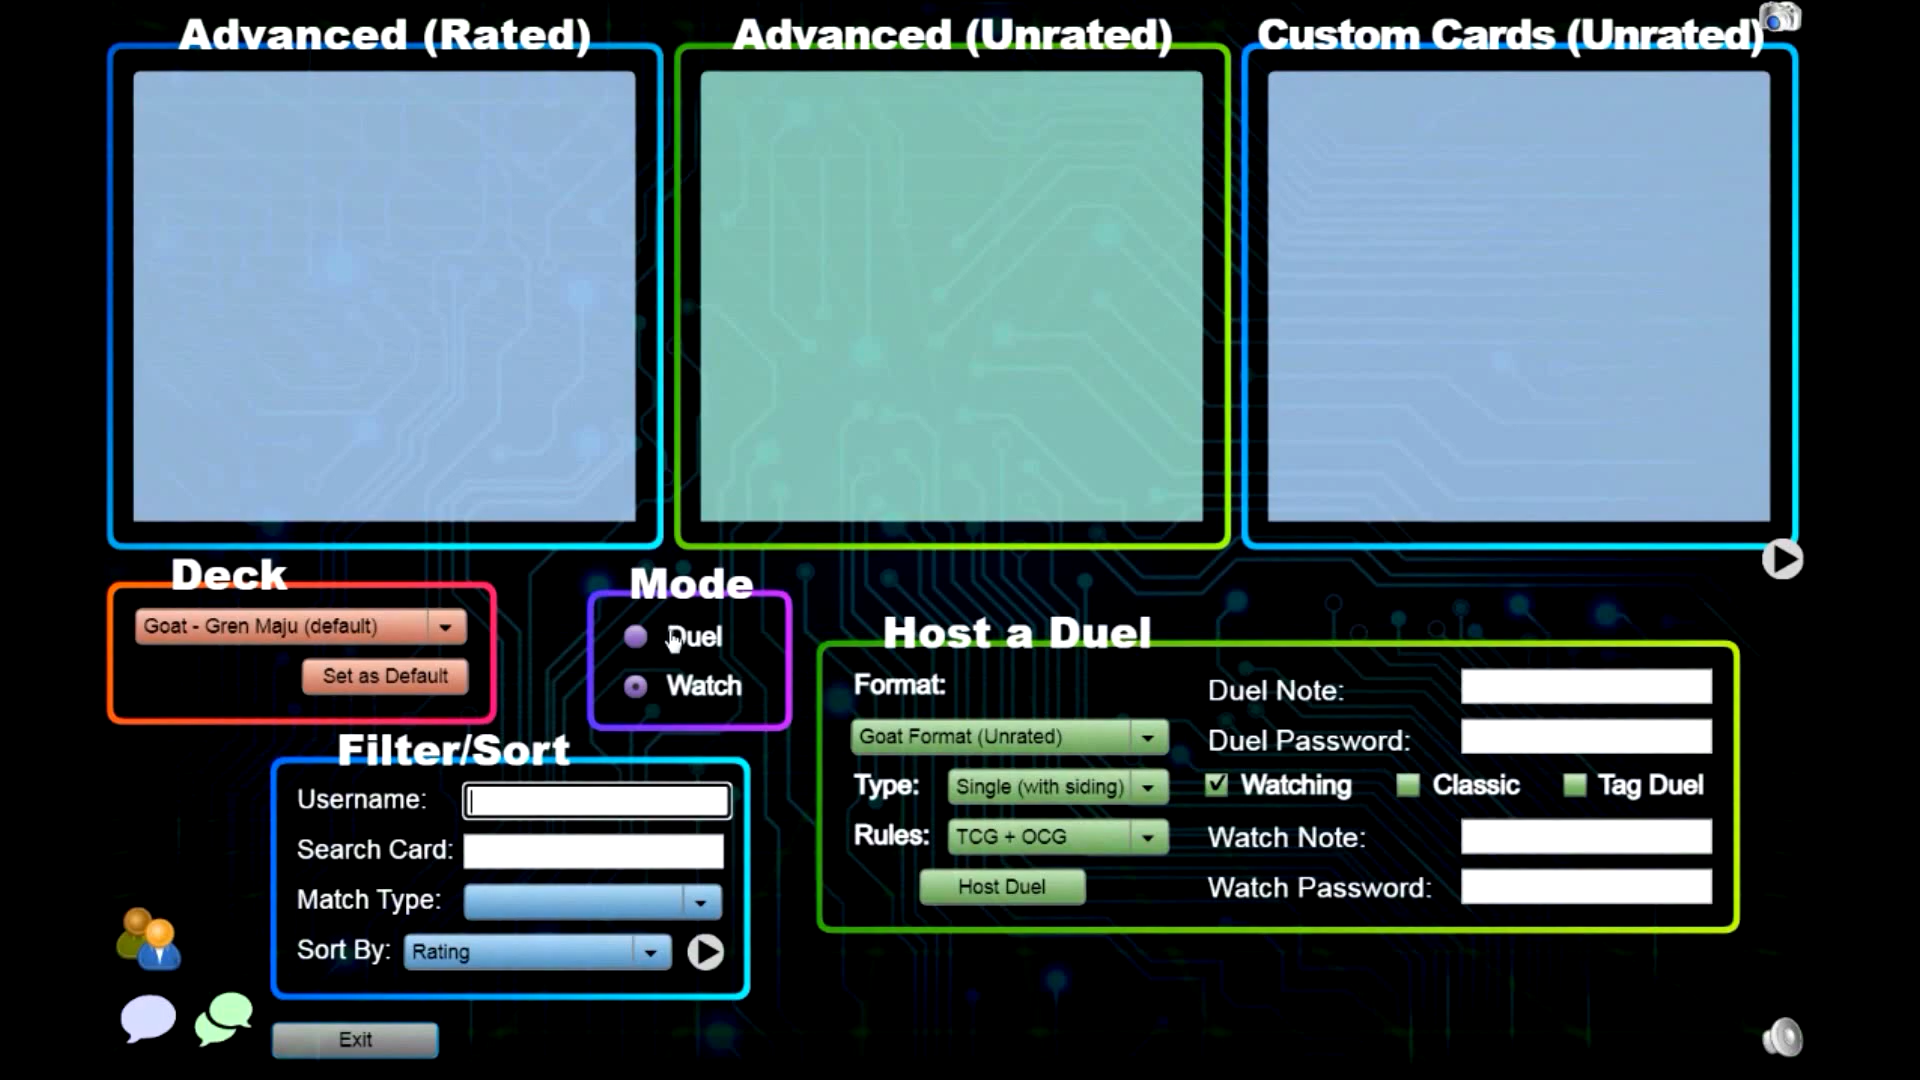 Advanced (Rated)
Advanced (Unrated)
Custom Cards (Unrated)
Deck
Goat - Gren Maju (default)
Set as Default
Mode
Duel
Watch
Filter/Sort
Username:
Search Card:
Match Type:
Sort By: Rating
Exit
Host a Duel
Format:
Goat Format (Unrated)
Type: Single (with siding)
Rules: TCG + OCG
Host Duel
Duel Note:
Duel Password:
Watching Classic Tag Duel
Watch Note:
Watch Password: